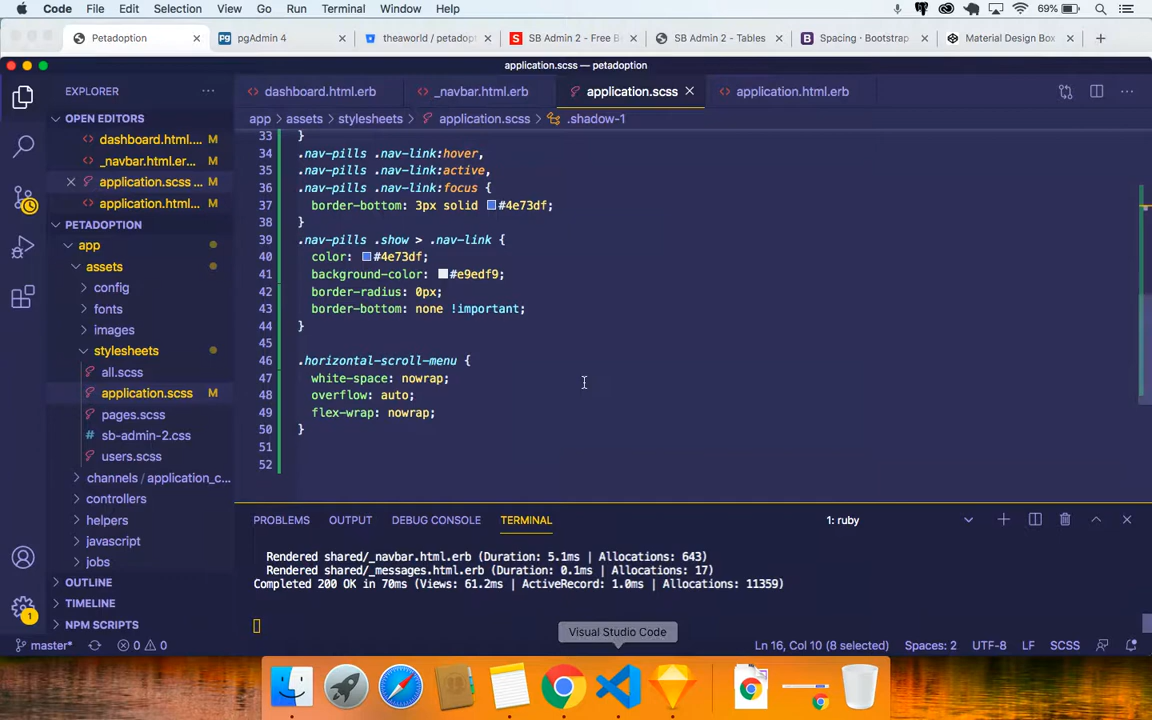 Code File Edit Selection View Go Run Terminal Window Help 69%
Petadoption pgAdmin 4 theaworld / petadopt SB Admin 2 - Free B SB Admin 2 - Tables Spacing · Bootstrap Material Design Box
application.scss — petadoption
EXPLORER
dashboard.html.erb _navbar.html.erb application.scss application.html.erb
OPEN EDITORS
app > assets > stylesheets > application.scss > .shadow-1
dashboard.html.... M
_navbar.html.er... M
application.scss ... M
application.html... M
PETADOPTION
app
assets
config
fonts
images
stylesheets
all.scss
application.scss M
pages.scss
sb-admin-2.css
users.scss
channels / application_c...
controllers
helpers
javascript
jobs
OUTLINE
TIMELINE
NPM SCRIPTS
33 }
34 .nav-pills .nav-link:hover,
35 .nav-pills .nav-link:active,
36 .nav-pills .nav-link:focus {
37 border-bottom: 3px solid #4e73df;
38 }
39 .nav-pills .show > .nav-link {
40 color: #4e73df;
41 background-color: #e9edf9;
42 border-radius: 0px;
43 border-bottom: none !important;
44 }
45
46 .horizontal-scroll-menu {
47 white-space: nowrap;
48 overflow: auto;
49 flex-wrap: nowrap;
50 }
51
52
PROBLEMS OUTPUT DEBUG CONSOLE TERMINAL 1: ruby
Rendered shared/_navbar.html.erb (Duration: 5.1ms | Allocations: 643)
Rendered shared/_messages.html.erb (Duration: 0.1ms | Allocations: 17)
Completed 200 OK in 70ms (Views: 61.2ms | ActiveRecord: 1.0ms | Allocations: 11359)
Visual Studio Code
1
master* 0 0 Ln 16, Col 10 (8 selected) Spaces: 2 UTF-8 LF SCSS